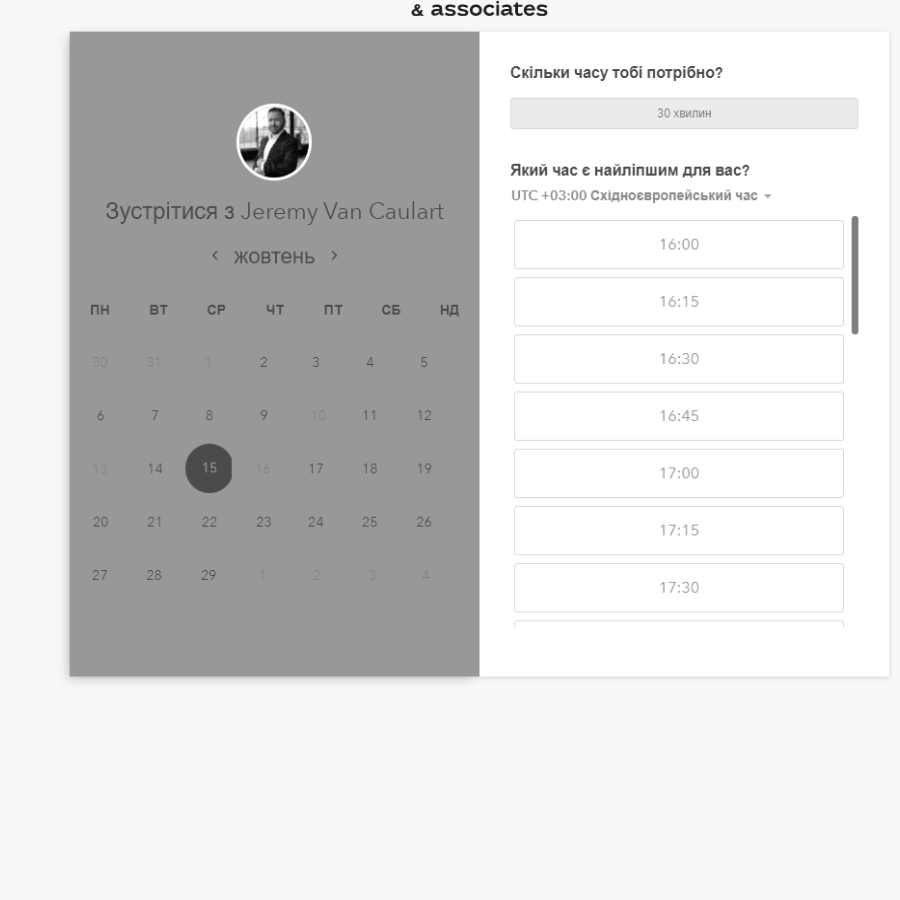 & associates
Зустрітися з Jeremy Van Caulart
жовтень
ПН ВТ СР ЧТ ПТ СБ НД
30 31 1 2 3 4 5
6 7 8 9 10 11 12
13 14 15 16 17 18 19
20 21 22 23 24 25 26
27 28 29 1 2 3 4
Скільки часу тобі потрібно?
30 хвилин
Який час є найліпшим для вас?
UTC +03:00 Східноєвропейський час
16:00
16:15
16:30
16:45
17:00
17:15
17:30